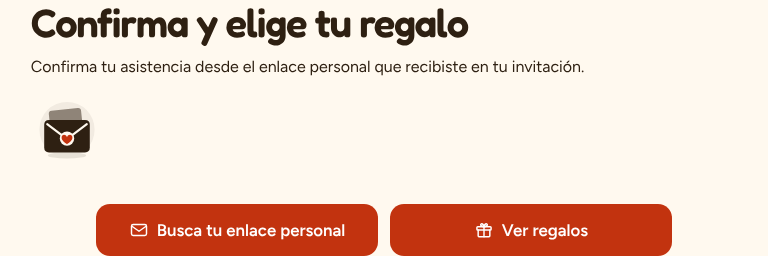 Confirma y elige tu regalo
Confirma tu asistencia desde el enlace personal que recibiste en tu invitación.
Busca tu enlace personal
Ver regalos